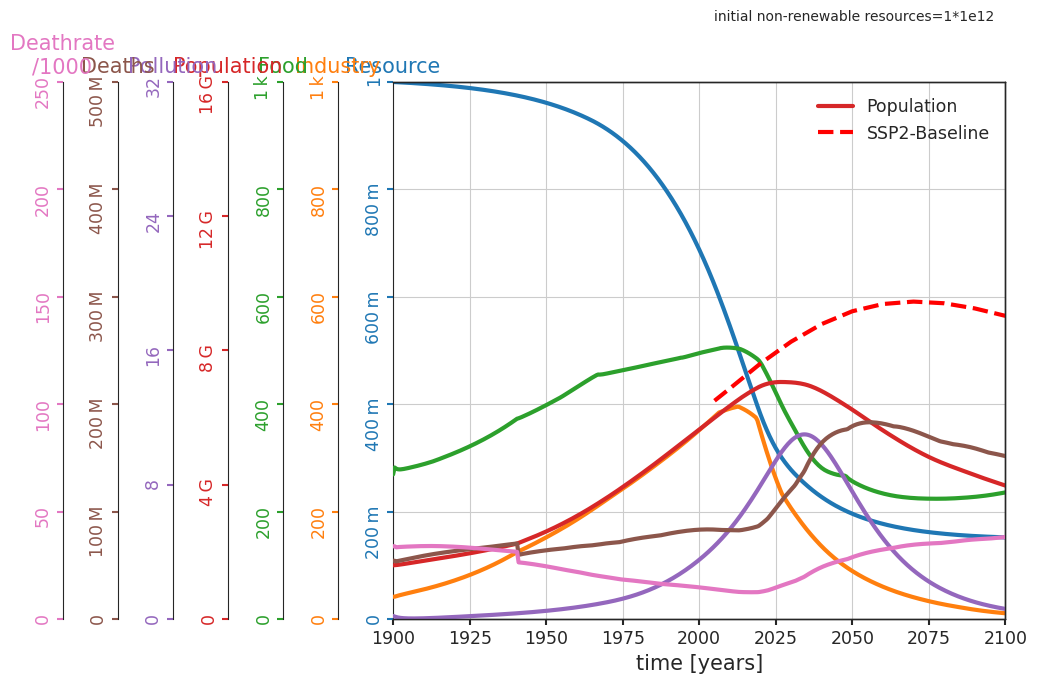 initial non-renewable resources=1*1e12
Deathrate
/1000
Deaths
Pollution
Population
Food
Industry
Resource
250
200
150
100
50
0
500 M
400 M
300 M
200 M
100 M
0
32
24
16
8
0
16 G
12 G
8 G
4 G
0
1 k
800
600
400
200
0
1 k
800
600
400
200
0
1
800 m
600 m
400 m
200 m
0
Population
SSP2-Baseline
1900 1925 1950 1975 2000 2025 2050 2075 2100
time [years]